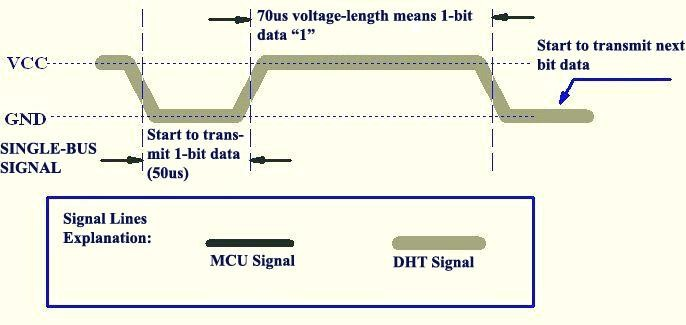 70us voltage-length means 1-bit
data “1”
Start to transmit next
bit data
VCC
GND
SINGLE-BUS
SIGNAL
Start to trans-
mit 1-bit data
(50us)
Signal Lines
Explanation:
MCU Signal
DHT Signal